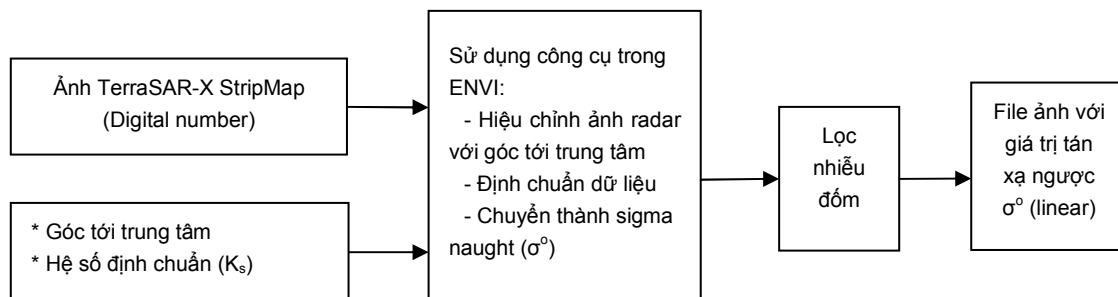 Ảnh TerraSAR-X StripMap
(Digital number)
* Góc tới trung tâm
* Hệ số định chuẩn (Kₛ)
Sử dụng công cụ trong
ENVI:
- Hiệu chỉnh ảnh radar
với góc tới trung tâm
- Định chuẩn dữ liệu
- Chuyển thành sigma
naught (σᵒ)
Lọc
nhiễu
đốm
File ảnh với
giá trị tán
xạ ngược
σᵒ (linear)